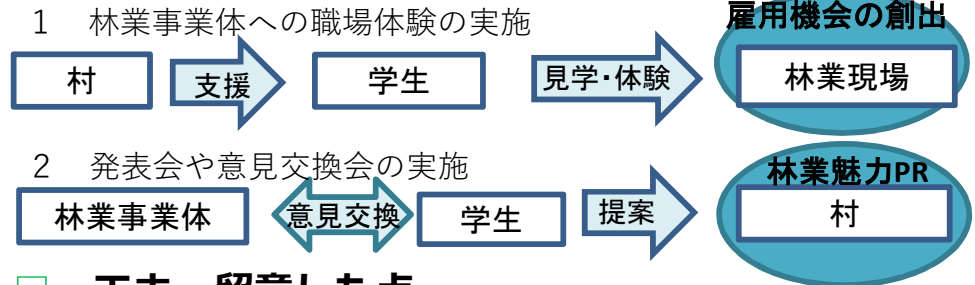 1 林業事業体への職場体験の実施
雇用機会の創出
村
支援
学生
見学・体験
林業現場
2 発表会や意見交換会の実施
林業魅力PR
林業事業体
意見交換
学生
提案
村